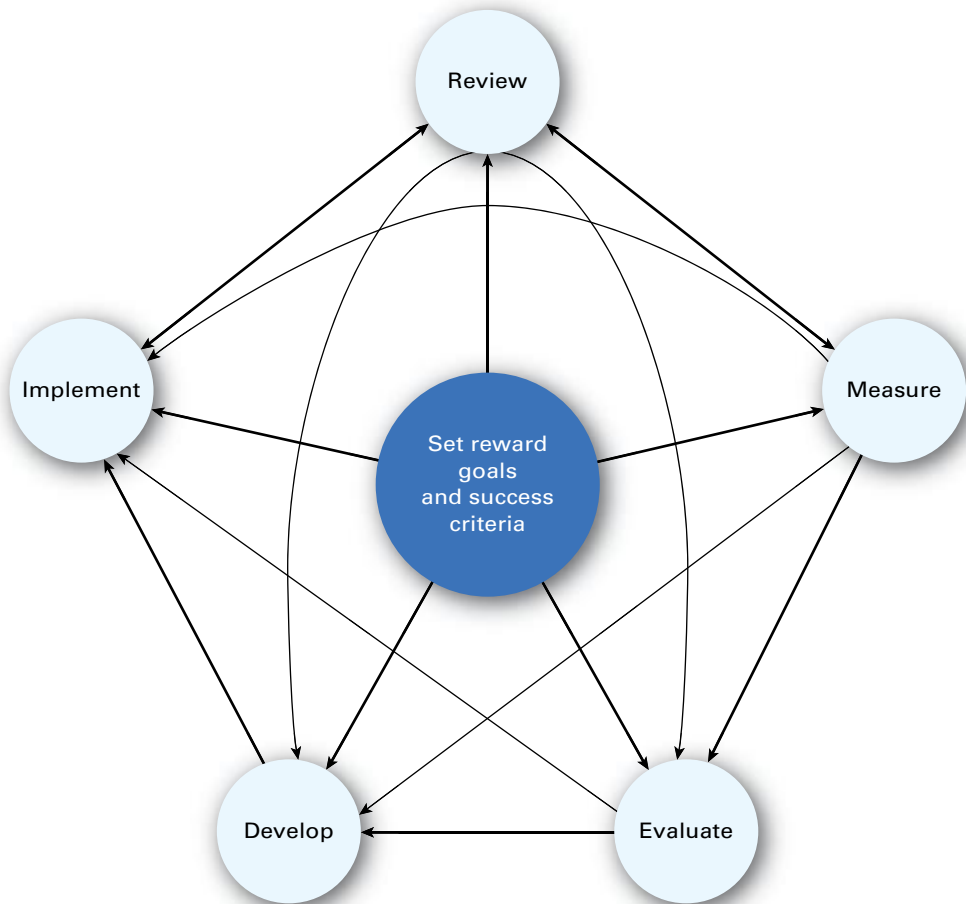 Review
Implement
Measure
Set reward
goals
and success
criteria
Develop
Evaluate